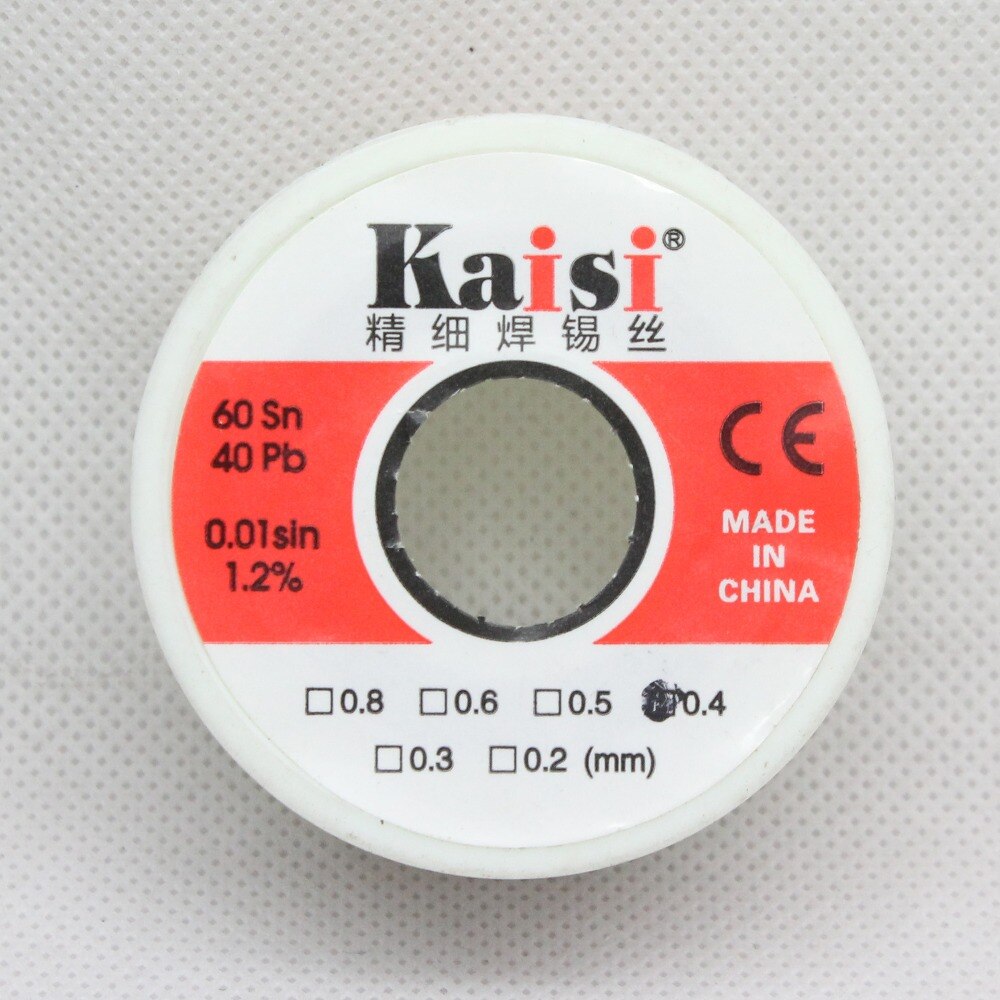 Kaisi®
精细焊锡丝
60 Sn
40 Pb
0.01sin
1.2%
CE
MADE
IN
CHINA
☐0.8 ☐0.6 ☐0.5 ☐0.4
☐0.3 ☐0.2 (mm)